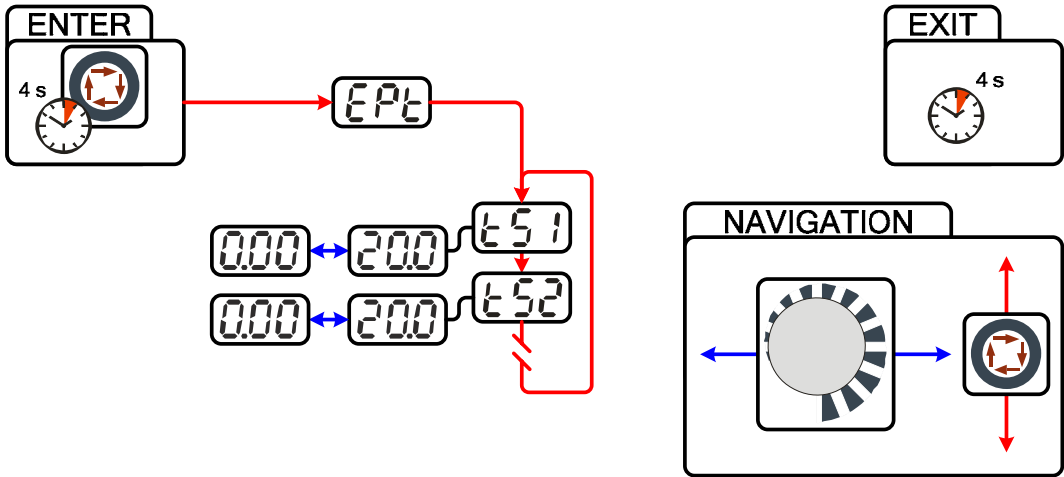 ENTER
EXIT
4 s
4 s
EPt
tS1
0.00
20.0
NAVIGATION
tS2
0.00
20.0